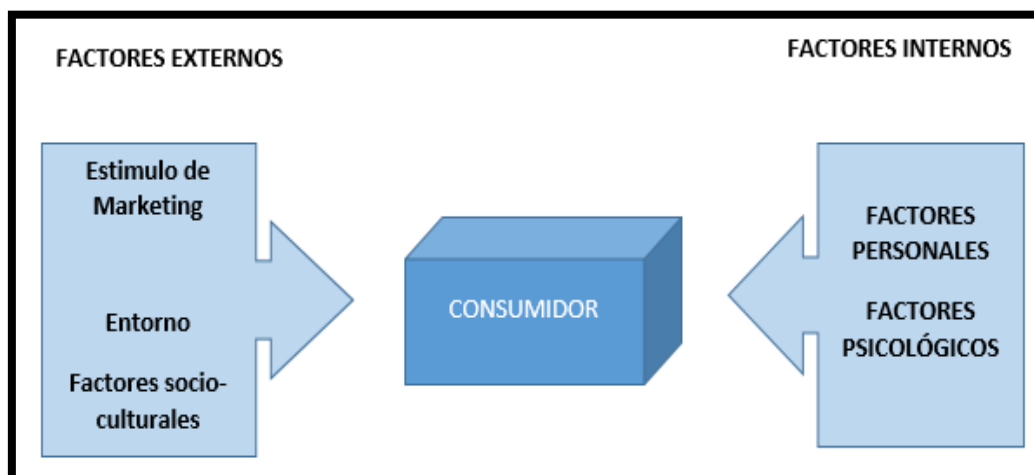 FACTORES EXTERNOS
FACTORES INTERNOS
Estimulo de
Marketing
Entorno
Factores socio-
culturales
CONSUMIDOR
FACTORES
PERSONALES
FACTORES
PSICOLÓGICOS